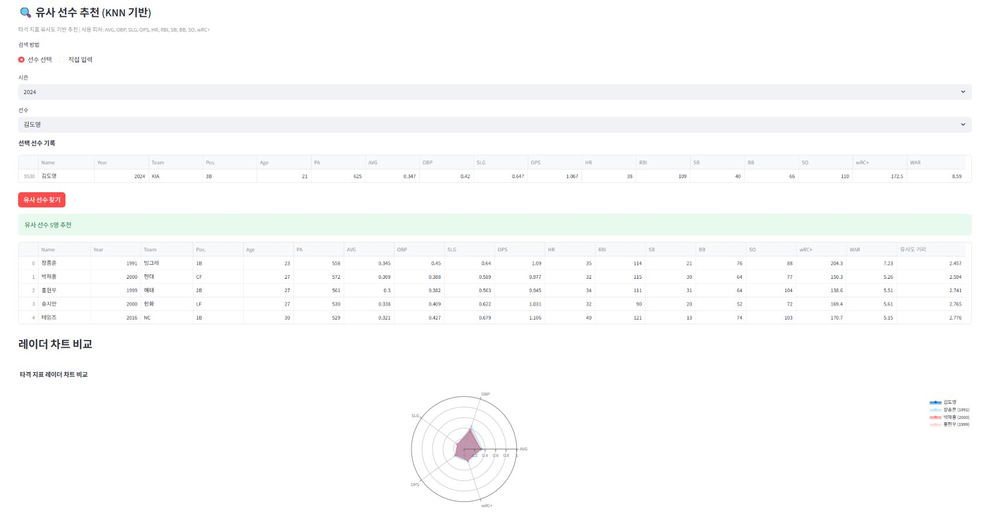 유사 선수 추천 (KNN 기반)
타격 지표 유사도 기반 추천 | 사용 피처: AVG, OBP, SLG, OPS, HR, RBI, SB, BB, SO, wRC+
검색 방법
선수 선택 직접 입력
시즌
2024
선수
김도영
선택 선수 기록
Name Year Team Pos. Age PA AVG OBP SLG OPS HR RBI SB BB SO wRC+ WAR
9530 김도영 2024 KIA 3B 21 625 0.347 0.42 0.647 1.067 38 109 40 66 110 172.5 8.59
유사 선수 찾기
유사 선수 5명 추천
Name Year Team Pos. Age PA AVG OBP SLG OPS HR RBI SB BB SO wRC+ WAR 유사도 거리
0 장종훈 1991 빙그레 1B 23 558 0.345 0.45 0.64 1.09 35 114 21 76 88 204.3 7.23 2.457
1 박재홍 2000 현대 CF 27 572 0.309 0.388 0.589 0.977 32 115 30 64 77 150.3 5.26 2.594
2 홍현우 1999 해태 2B 27 561 0.3 0.382 0.563 0.945 34 111 31 64 104 138.6 5.51 2.741
3 송지만 2000 한화 LF 27 530 0.338 0.409 0.622 1.031 32 90 20 52 72 169.4 5.61 2.765
4 테임즈 2016 NC 1B 30 529 0.321 0.427 0.679 1.106 40 121 13 74 103 170.7 5.15 2.776
레이더 차트 비교
타격 지표 레이더 차트 비교
OBP
SLG
AVG
0 0.2 0.4 0.6 0.8 1
OPS
wRC+
김도영
장종훈 (1991)
박재홍 (2000)
홍현우 (1999)